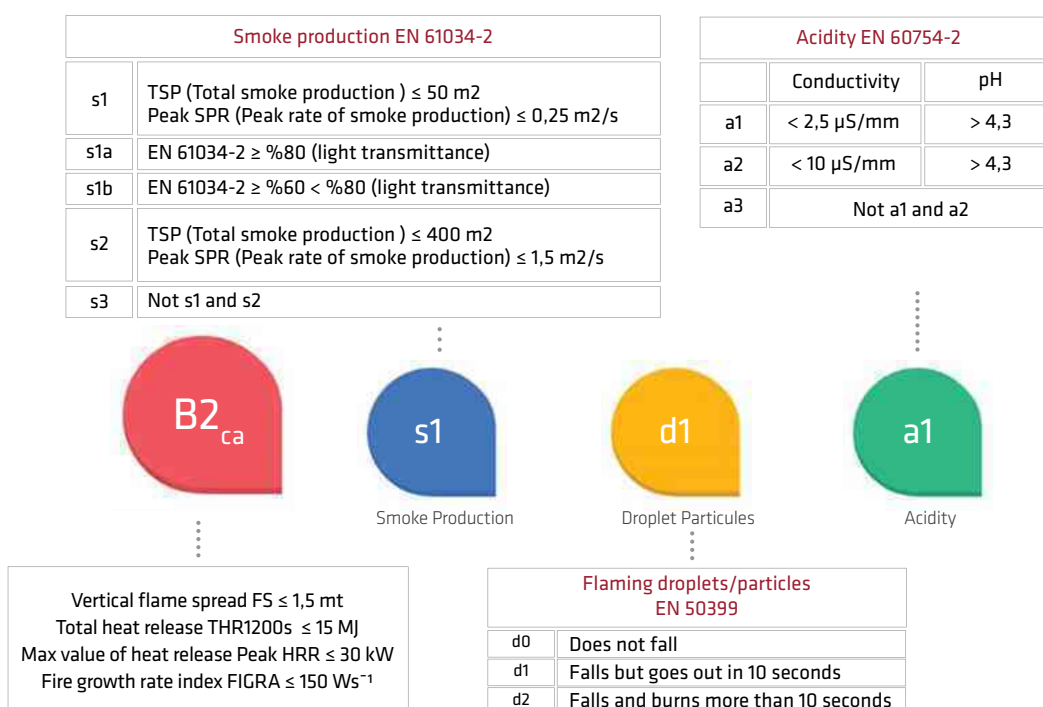 Smoke production EN 61034-2
s1
TSP (Total smoke production ) ≤ 50 m2
Peak SPR (Peak rate of smoke production) ≤ 0,25 m2/s
s1a
EN 61034-2 ≥ %80 (light transmittance)
s1b
EN 61034-2 ≥ %60 < %80 (light transmittance)
s2
TSP (Total smoke production ) ≤ 400 m2
Peak SPR (Peak rate of smoke production) ≤ 1,5 m2/s
s3
Not s1 and s2
Acidity EN 60754-2
Conductivity
pH
a1
< 2,5 µS/mm
> 4,3
a2
< 10 µS/mm
> 4,3
a3
Not a1 and a2
B2ca
s1
d1
a1
Smoke Production
Droplet Particules
Acidity
Vertical flame spread FS ≤ 1,5 mt
Total heat release THR1200s ≤ 15 MJ
Max value of heat release Peak HRR ≤ 30 kW
Fire growth rate index FIGRA ≤ 150 Ws⁻¹
Flaming droplets/particles
EN 50399
d0
Does not fall
d1
Falls but goes out in 10 seconds
d2
Falls and burns more than 10 seconds